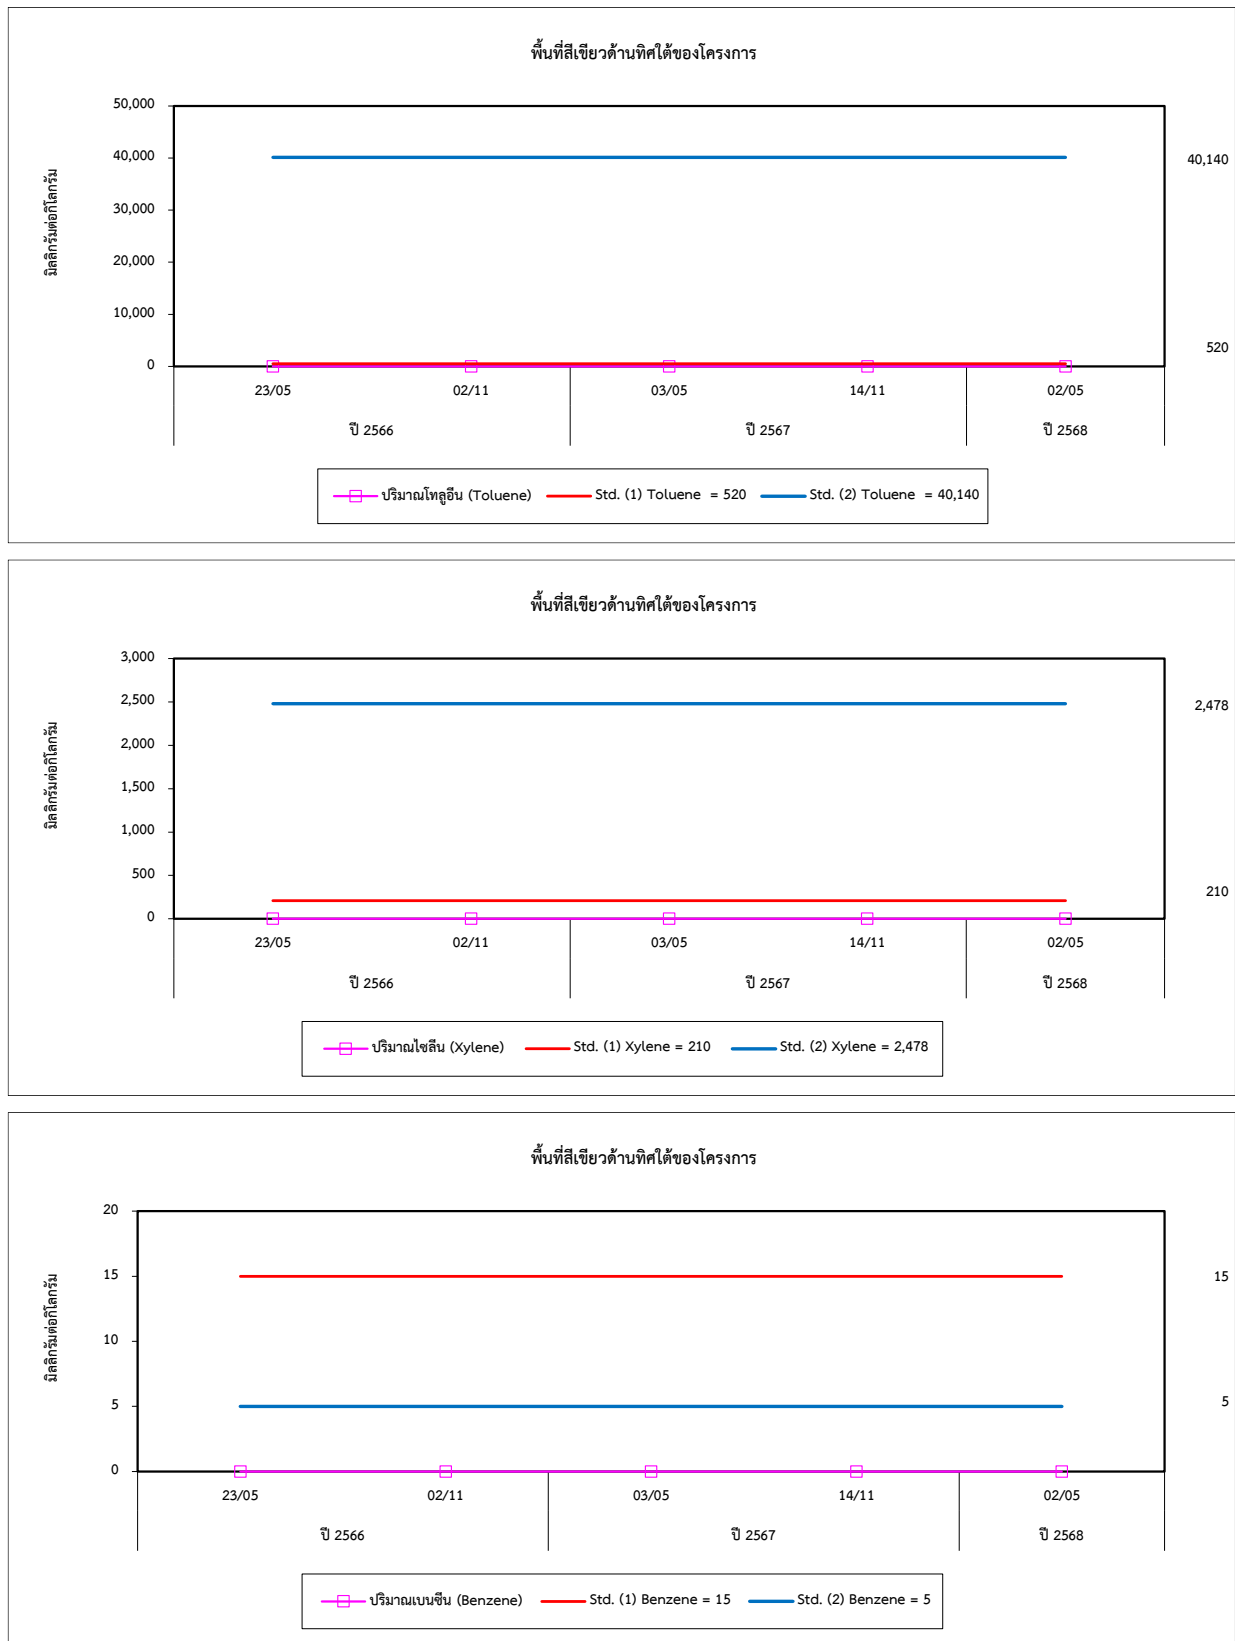 พื้นที่สีเขียวด้านทิศใต้ของโครงการ
มิลลิกรัมต่อกิโลกรัม
50,000
40,000
30,000
20,000
10,000
0
40,140
520
23/05 02/11 03/05 14/11 02/05
ปี 2566 ปี 2567 ปี 2568
ปริมาณโทลูอีน (Toluene) Std. (1) Toluene = 520 Std. (2) Toluene = 40,140
พื้นที่สีเขียวด้านทิศใต้ของโครงการ
มิลลิกรัมต่อกิโลกรัม
3,000
2,500
2,000
1,500
1,000
500
0
2,478
210
23/05 02/11 03/05 14/11 02/05
ปี 2566 ปี 2567 ปี 2568
ปริมาณไซลีน (Xylene) Std. (1) Xylene = 210 Std. (2) Xylene = 2,478
พื้นที่สีเขียวด้านทิศใต้ของโครงการ
มิลลิกรัมต่อกิโลกรัม
20
15
10
5
0
15
5
23/05 02/11 03/05 14/11 02/05
ปี 2566 ปี 2567 ปี 2568
ปริมาณเบนซีน (Benzene) Std. (1) Benzene = 15 Std. (2) Benzene = 5